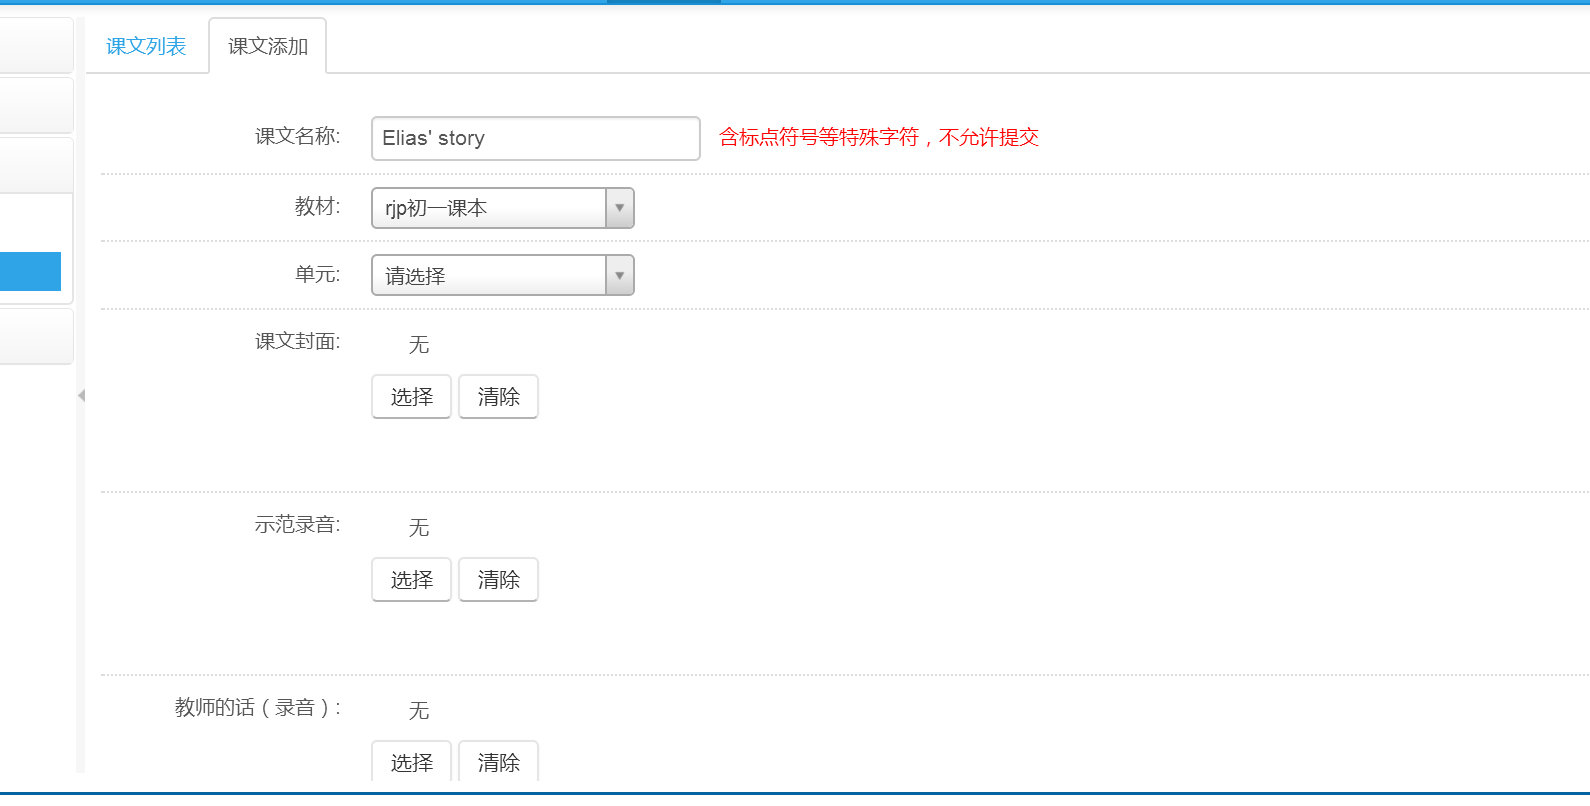 课文列表 课文添加
课文名称: Elias' story 含标点符号等特殊字符，不允许提交
教材: rjp初一课本
单元: 请选择
课文封面: 无
选择 清除
示范录音: 无
选择 清除
教师的话（录音）: 无
选择 清除